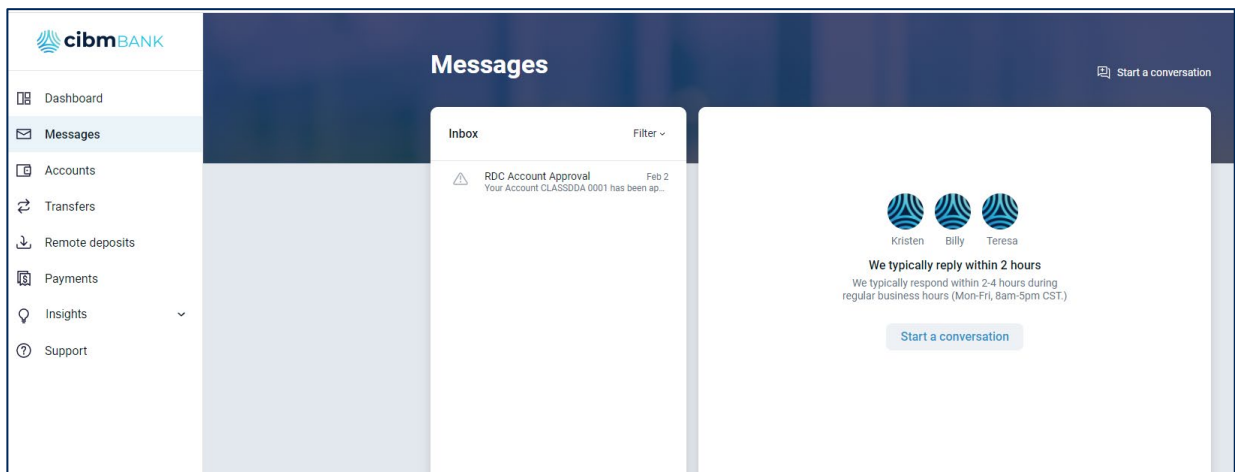 cibmBANK
Dashboard
Messages
Accounts
Transfers
Remote deposits
Payments
Insights
Support
Messages
Start a conversation
Inbox
Filter
RDC Account Approval
Feb 2
Your Account CLASSDDA 0001 has been ap...
Kristen
Billy
Teresa
We typically reply within 2 hours
We typically respond within 2-4 hours during
regular business hours (Mon-Fri, 8am-5pm CST.)
Start a conversation